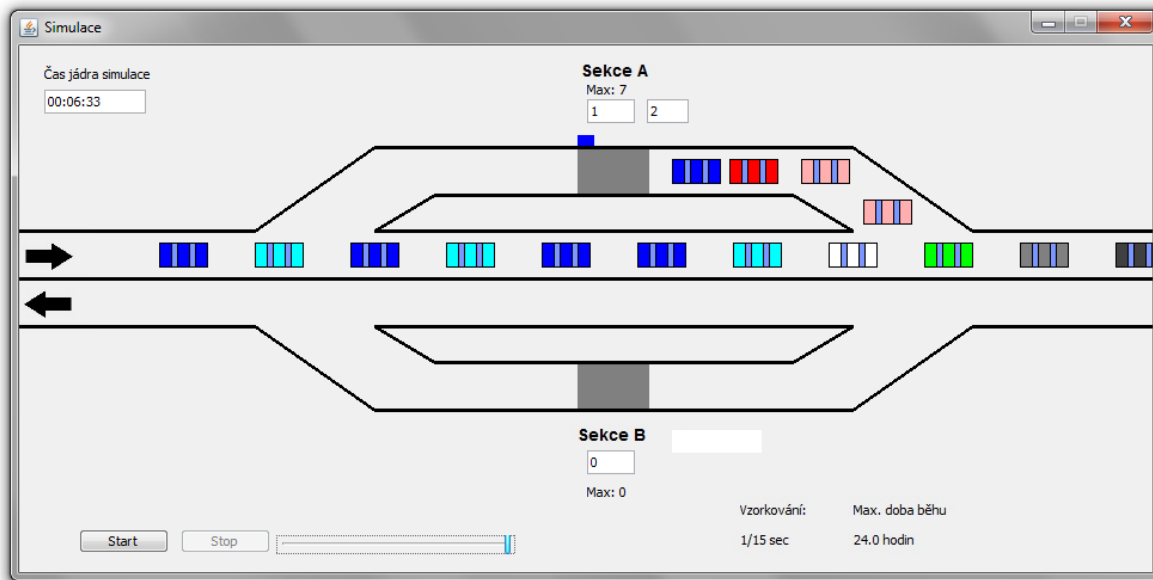 Simulace
Čas jádra simulace
00:06:33
Sekce A
Max: 7
1 2
Sekce B
0
Max: 0
Vzorkování: Max. doba běhu
1/15 sec 24.0 hodin
Start Stop